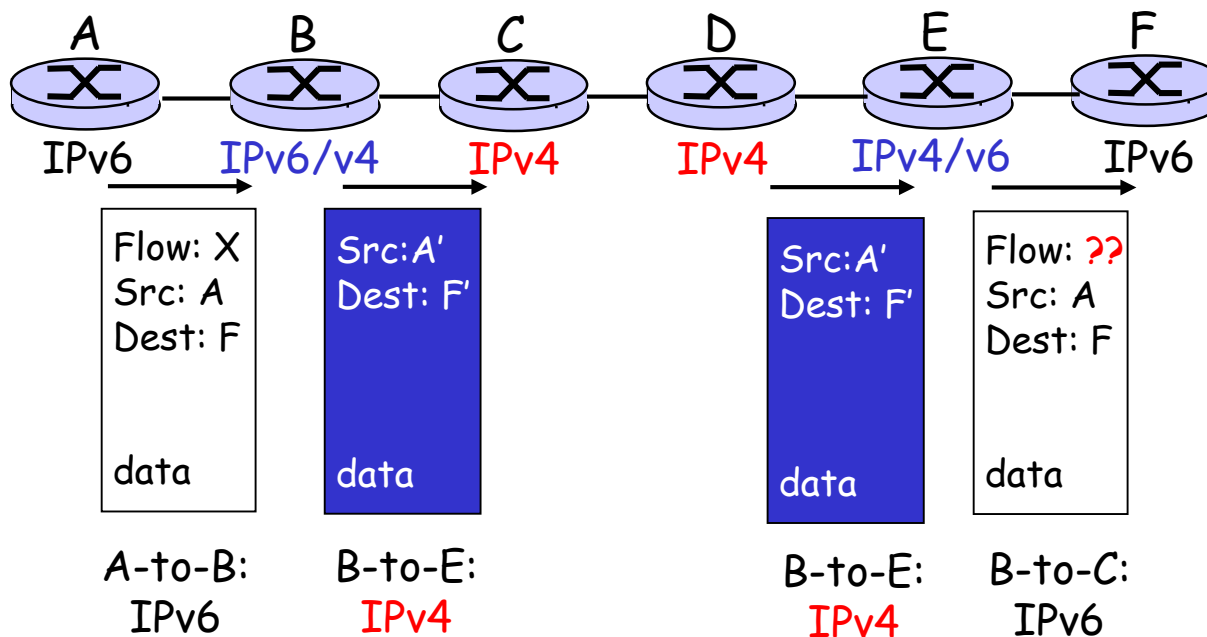 A B C D E F
IPv6 IPv6/v4 IPv4 IPv4 IPv4/v6 IPv6
Flow: X
Src: A
Dest: F
data
Src:A'
Dest: F'
data
Src:A'
Dest: F'
data
Flow: ??
Src: A
Dest: F
data
A-to-B:
IPv6
B-to-E:
IPv4
B-to-E:
IPv4
B-to-C:
IPv6